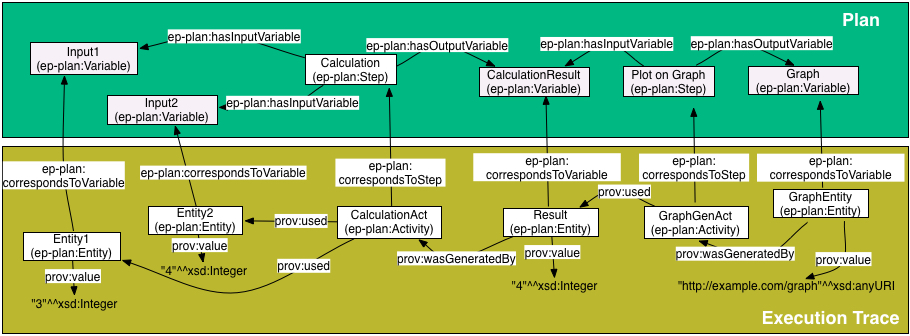 Plan
ep-plan:hasInputVariable
ep-plan:hasOutputVariable
ep-plan:hasInputVariable
ep-plan:hasOutputVariable
Input1
(ep-plan:Variable)
Calculation
(ep-plan:Step)
CalculationResult
(ep-plan:Variable)
Plot on Graph
(ep-plan:Step)
Graph
(ep-plan:Variable)
Input2
(ep-plan:Variable)
ep-plan:hasInputVariable
ep-plan:
correspondsToVariable
ep-plan:correspondsToVariable
ep-plan:
correspondsToStep
ep-plan:
correspondsToVariable
ep-plan:
correspondsToStep
ep-plan:
correspondsToVariable
Entity1
(ep-plan:Entity)
Entity2
(ep-plan:Entity)
prov:used
CalculationAct
(ep-plan:Activity)
Result
(ep-plan:Entity)
prov:used
GraphGenAct
(ep-plan:Activity)
GraphEntity
(ep-plan:Entity)
prov:value
prov:value
prov:used
prov:wasGeneratedBy
prov:value
prov:wasGeneratedBy
prov:value
"3"^^xsd:Integer
"4"^^xsd:Integer
"4"^^xsd:Integer
"http://example.com/graph"^^xsd:anyURI
Execution Trace